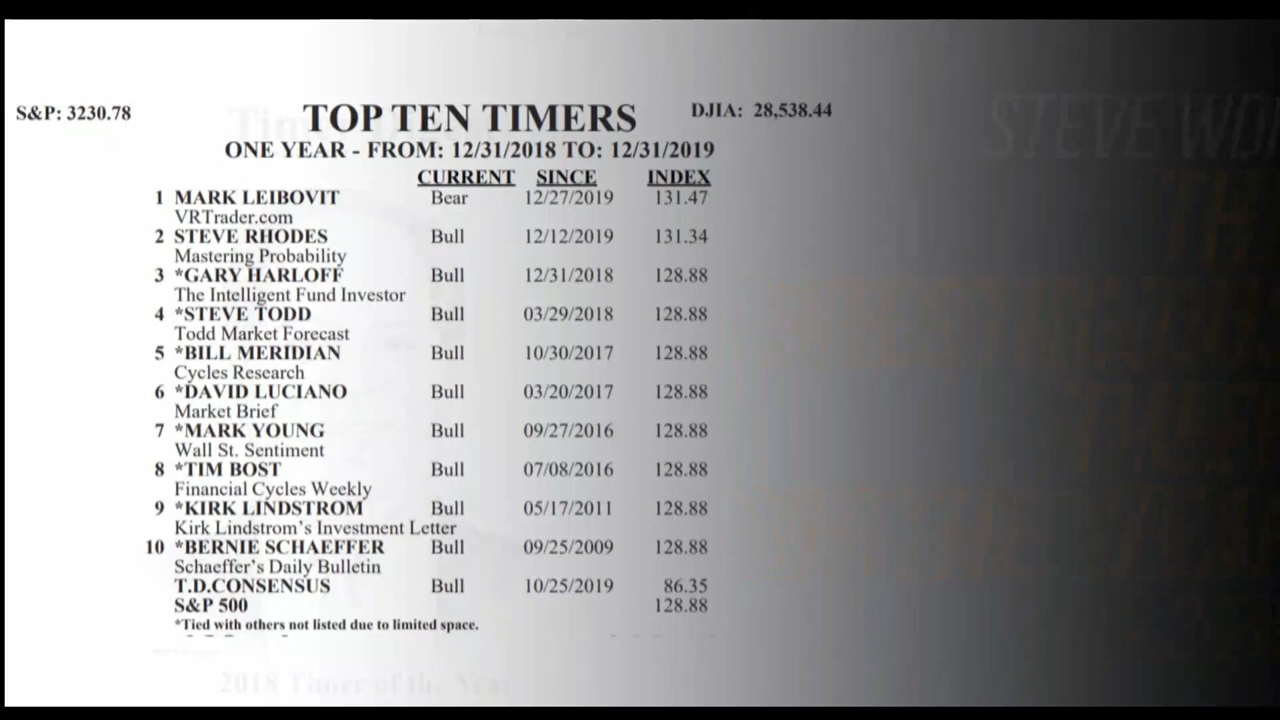 S&P: 3230.78
TOP TEN TIMERS
DJIA: 28,538.44
ONE YEAR - FROM: 12/31/2018 TO: 12/31/2019
CURRENT SINCE INDEX
1 MARK LEIBOVIT Bear 12/27/2019 131.47
VRTrader.com
2 STEVE RHODES Bull 12/12/2019 131.34
Mastering Probability
3 *GARY HARLOFF Bull 12/31/2018 128.88
The Intelligent Fund Investor
4 *STEVE TODD Bull 03/29/2018 128.88
Todd Market Forecast
5 *BILL MERIDIAN Bull 10/30/2017 128.88
Cycles Research
6 *DAVID LUCIANO Bull 03/20/2017 128.88
Market Brief
7 *MARK YOUNG Bull 09/27/2016 128.88
Wall St. Sentiment
8 *TIM BOST Bull 07/08/2016 128.88
Financial Cycles Weekly
9 *KIRK LINDSTROM Bull 05/17/2011 128.88
Kirk Lindstrom's Investment Letter
10 *BERNIE SCHAEFFER Bull 09/25/2009 128.88
Schaeffer's Daily Bulletin
T.D.CONSENSUS Bull 10/25/2019 86.35
S&P 500 128.88
*Tied with others not listed due to limited space.
2018 Timer of the Year
STEVE